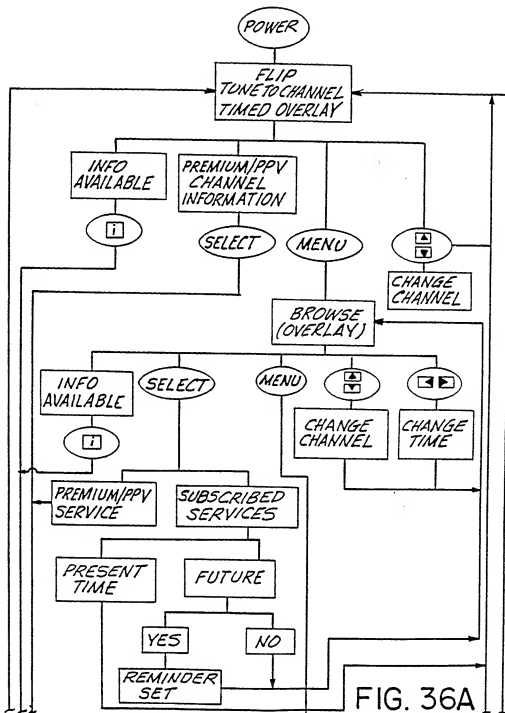 POWER
FLIP
TUNE TO CHANNEL
TIMED OVERLAY
INFO
AVAILABLE
i
PREMIUM/PPV
CHANNEL
INFORMATION
SELECT
MENU
CHANGE
CHANNEL
BROWSE
(OVERLAY)
INFO
AVAILABLE
i
SELECT
MENU
CHANGE
CHANNEL
CHANGE
TIME
PREMIUM/PPV
SERVICE
SUBSCRIBED
SERVICES
PRESENT
TIME
FUTURE
YES
NO
REMINDER
SET
FIG. 36A